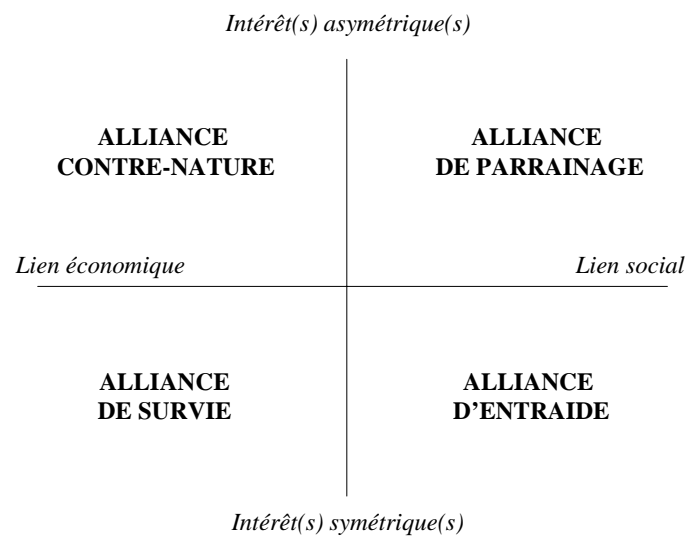 Intérêt(s) asymétrique(s)
ALLIANCE
CONTRE-NATURE
ALLIANCE
DE PARRAINAGE
Lien économique
Lien social
ALLIANCE
DE SURVIE
ALLIANCE
D’ENTRAIDE
Intérêt(s) symétrique(s)